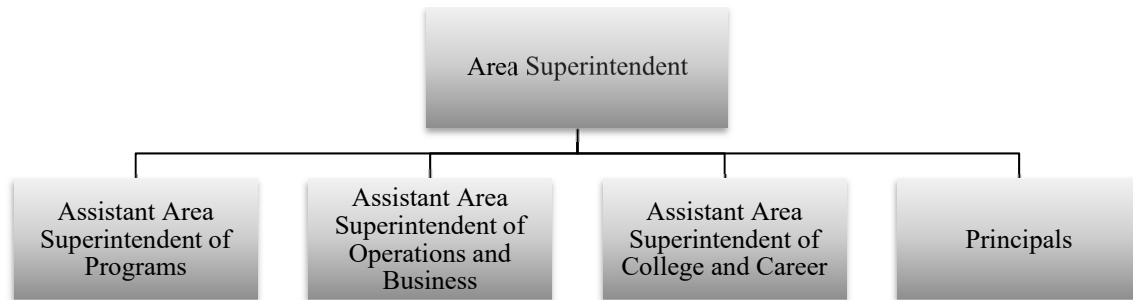 Area Superintendent
Assistant Area
Superintendent of
Programs
Assistant Area
Superintendent of
Operations and
Business
Assistant Area
Superintendent of
College and Career
Principals